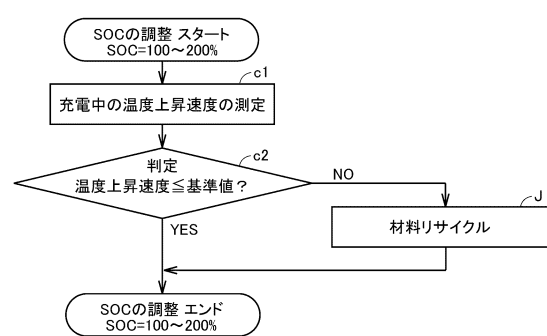 SOCの調整 スタート
SOC=100～200%
c1
充電中の温度上昇速度の測定
c2
判定
温度上昇速度≦基準値？
NO
J
材料リサイクル
YES
SOCの調整 エンド
SOC=100～200%